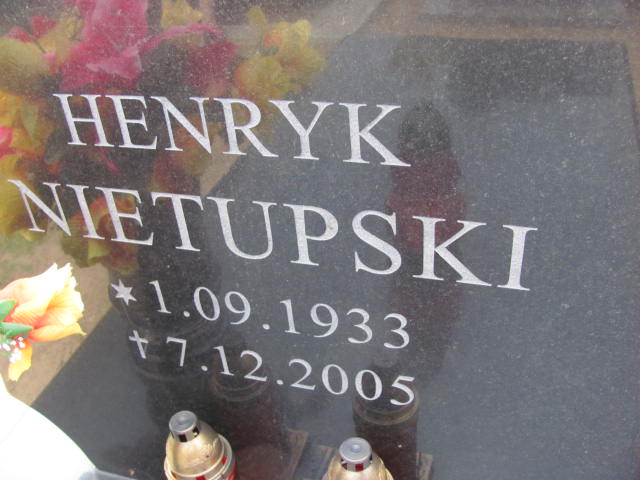 HENRYK
NIETUPSKI
* 1.09.1933
✝ 7.12.2005